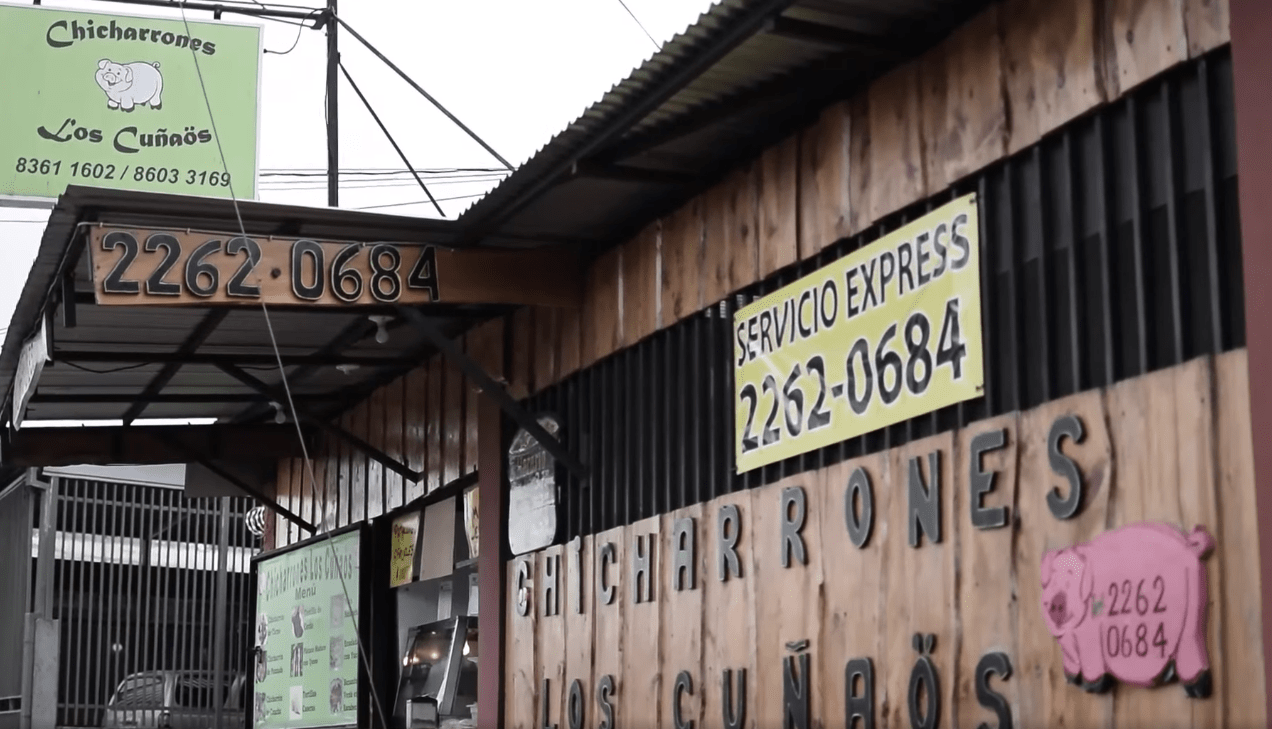 Chicharrones
Los Cuñaös
8361 1602 / 8603 3169
2262 0684
SERVICIO EXPRESS
2262-0684
CHICHARRONES
LOS CUÑAÖS
2262
0684
Chicharrones Los Cuñaos
Menú